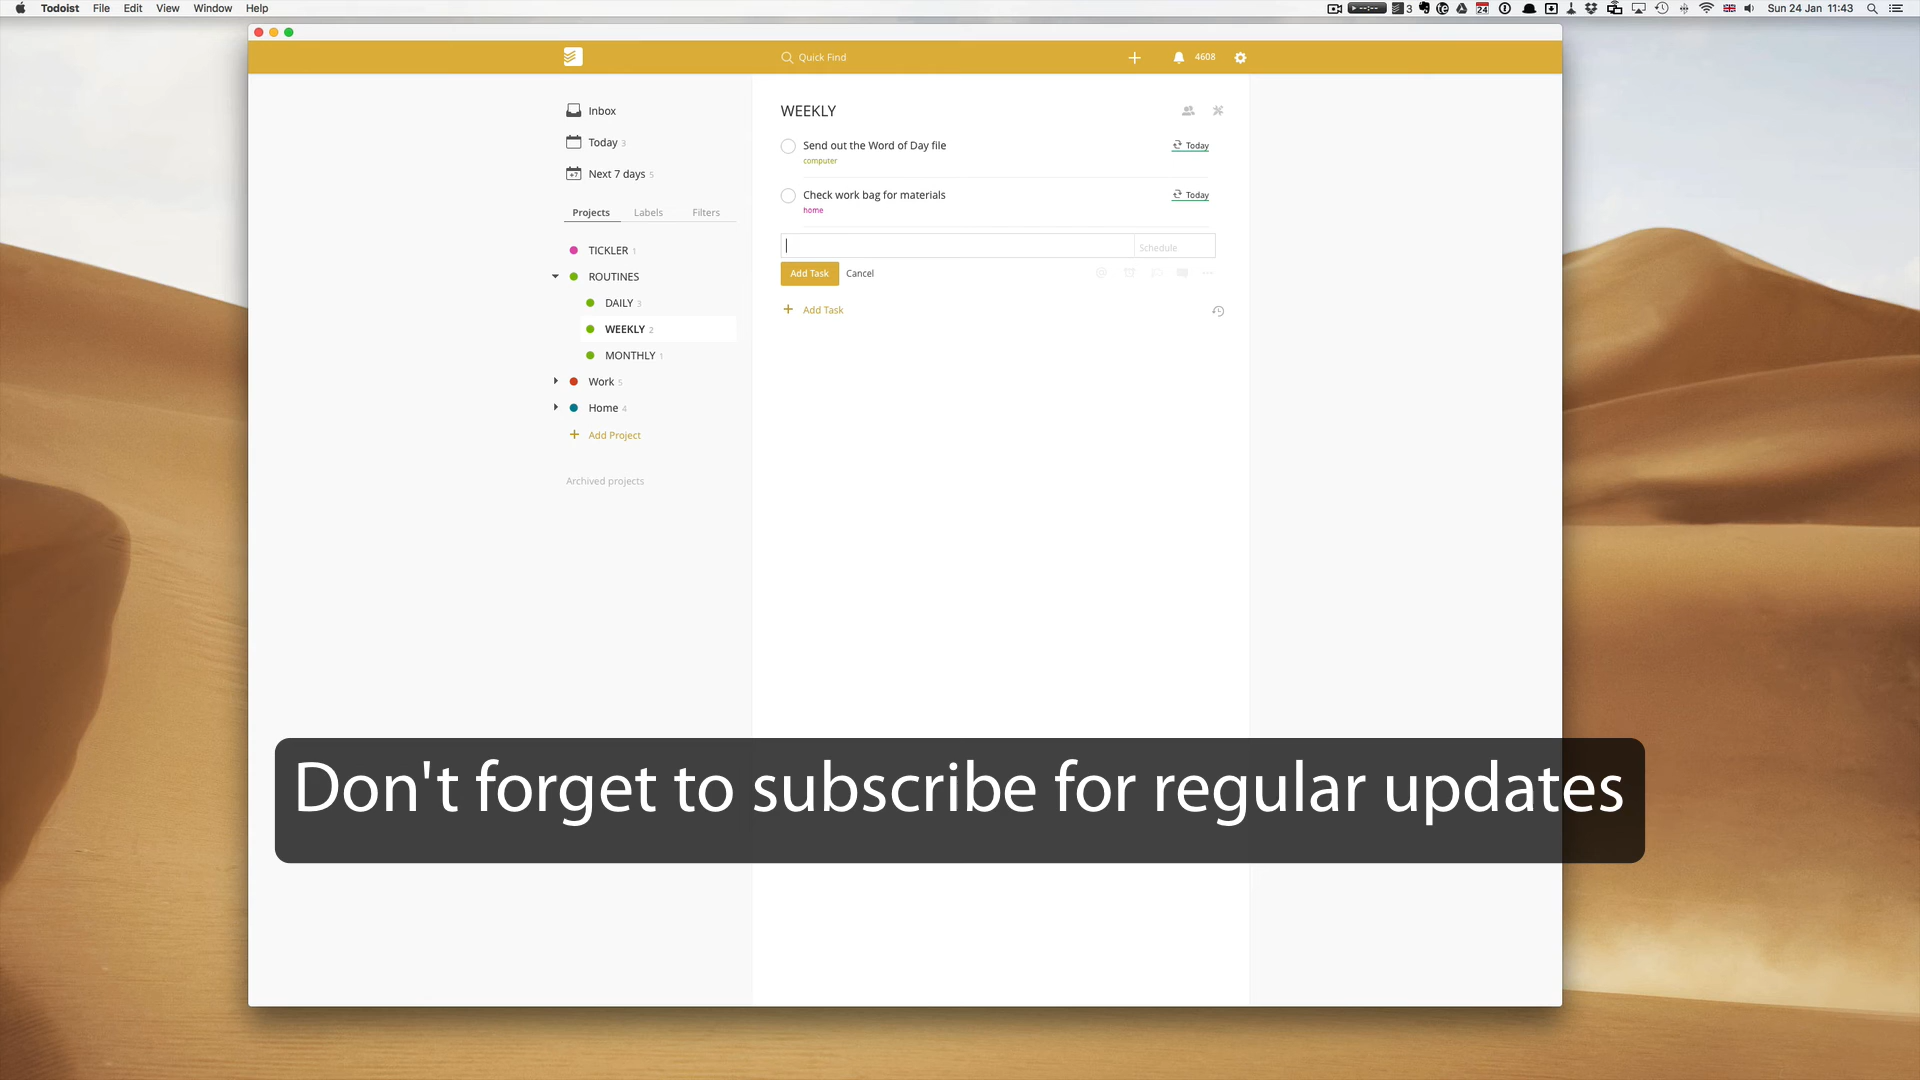 Todoist File Edit View Window Help
3
24
Sun 24 Jan 11:43
Quick Find
4608
Inbox
Today 3
Next 7 days 5
Projects Labels Filters
TICKLER 1
ROUTINES
DAILY 3
WEEKLY 2
MONTHLY 1
Work 5
Home 4
+ Add Project
Archived projects
WEEKLY
Send out the Word of Day file Today
computer
Check work bag for materials Today
home
Schedule
Add Task Cancel
+ Add Task
Don't forget to subscribe for regular updates